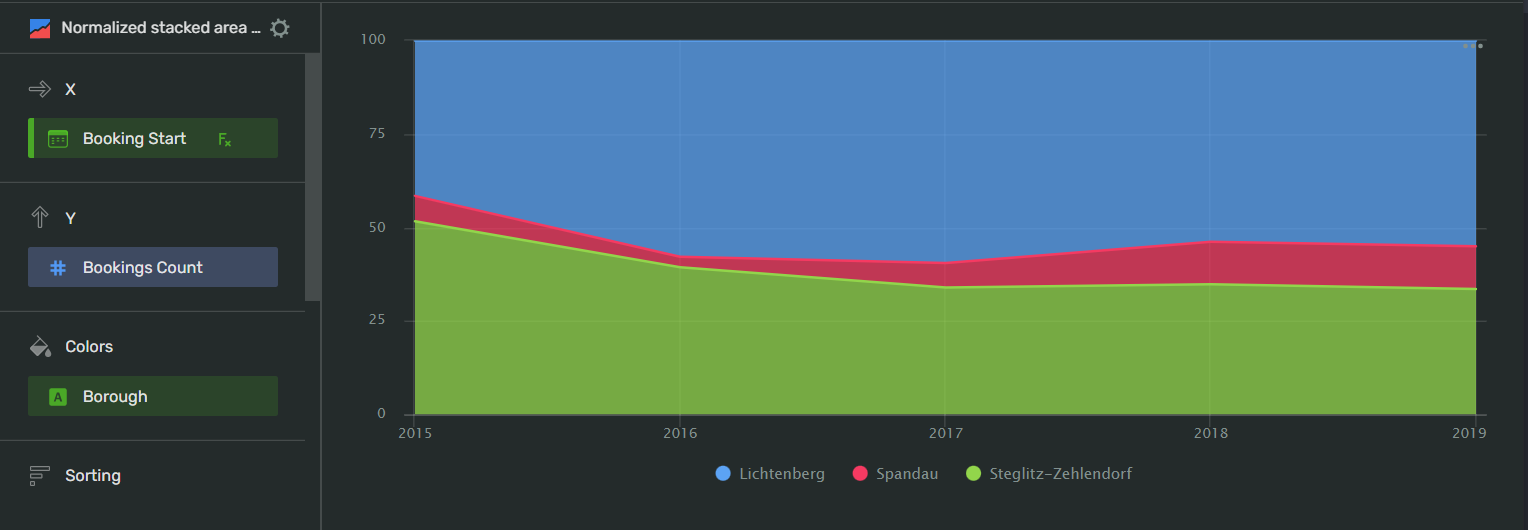 Normalized stacked area ...
X
Booking Start Fx
Y
# Bookings Count
Colors
A Borough
Sorting
100
75
50
25
0
2015 2016 2017 2018 2019
Lichtenberg Spandau Steglitz-Zehlendorf